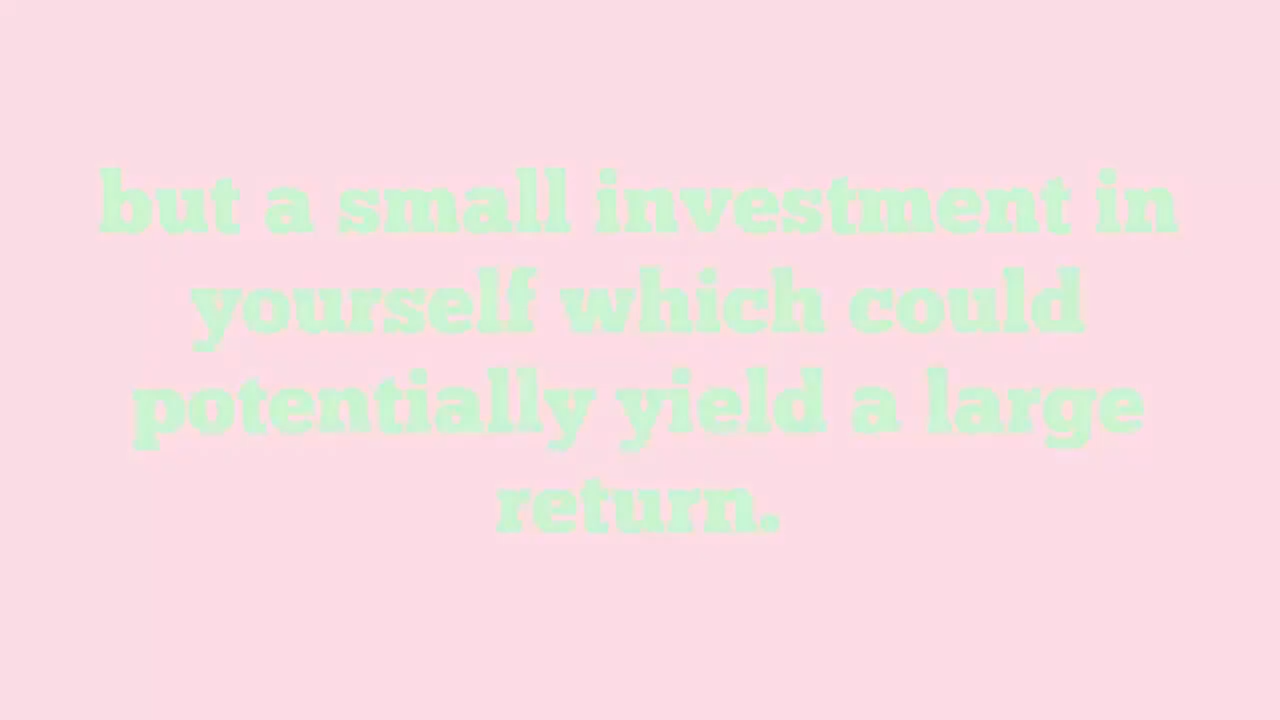 but a small investment in
yourself which could
potentially yield a large
return.